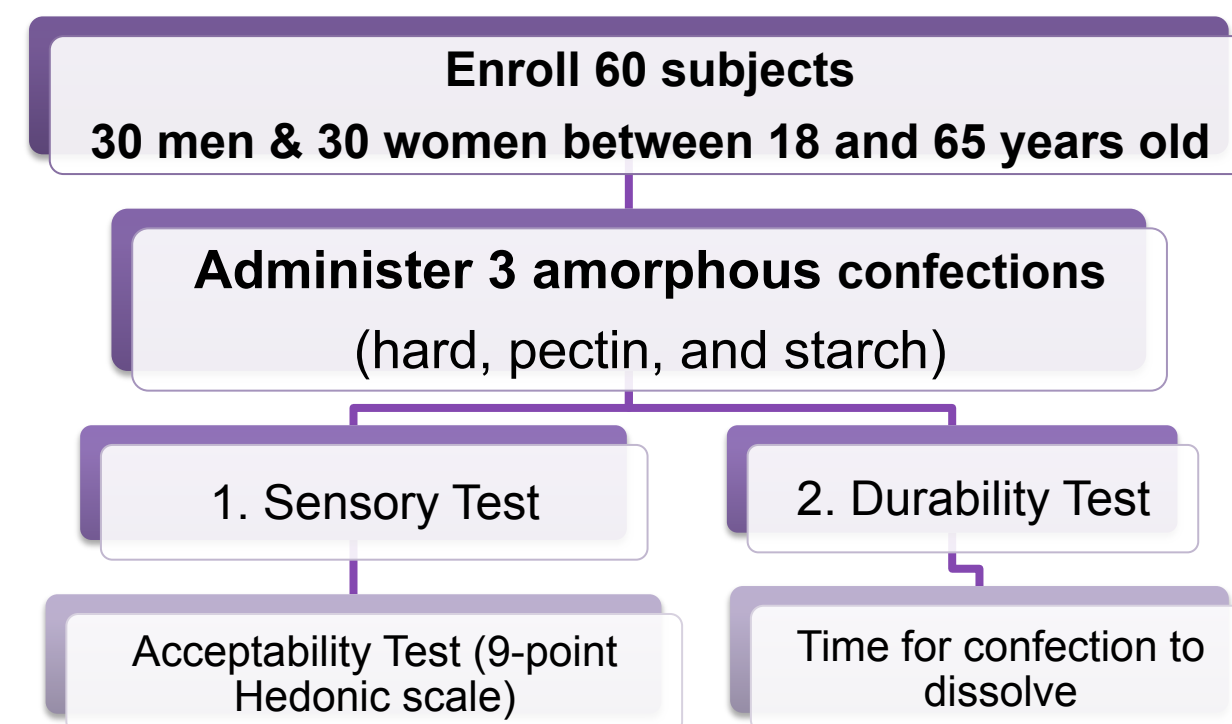 Enroll 60 subjects
30 men & 30 women between 18 and 65 years old
Administer 3 amorphous confections
(hard, pectin, and starch)
1. Sensory Test
2. Durability Test
Acceptability Test (9-point
Hedonic scale)
Time for confection to
dissolve